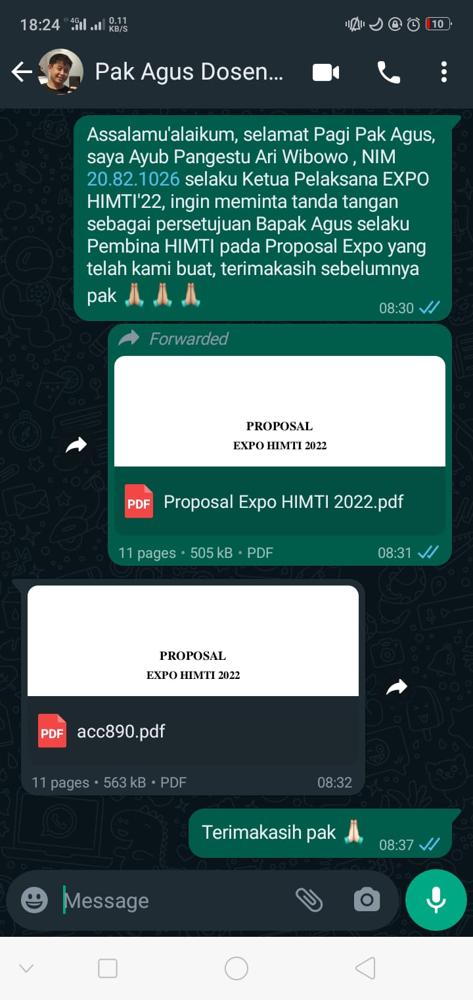 18:24 4G 0.11 KB/S 10
Pak Agus Dosen...
Assalamu'alaikum, selamat Pagi Pak Agus,
saya Ayub Pangestu Ari Wibowo , NIM
20.82.1026 selaku Ketua Pelaksana EXPO
HIMTI'22, ingin meminta tanda tangan
sebagai persetujuan Bapak Agus selaku
Pembina HIMTI pada Proposal Expo yang
telah kami buat, terimakasih sebelumnya
pak 🙏🏻 🙏🏻 🙏🏻
08:30
Forwarded
PROPOSAL
EXPO HIMTI 2022
PDF Proposal Expo HIMTI 2022.pdf
11 pages • 505 kB • PDF 08:31
PROPOSAL
EXPO HIMTI 2022
PDF acc890.pdf
11 pages • 563 kB • PDF 08:32
Terimakasih pak 🙏🏻 08:37
Message